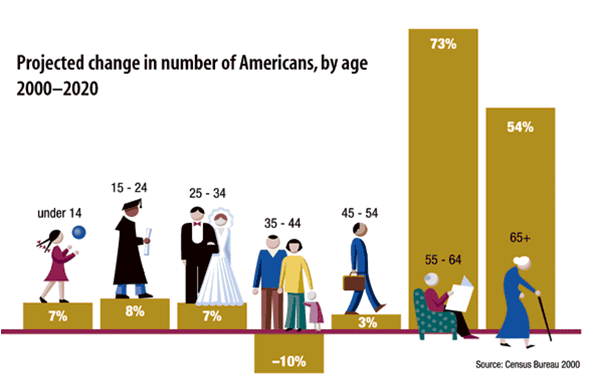 Projected change in number of Americans, by age
2000–2020
73%
54%
under 14
15 - 24
25 - 34
35 - 44
45 - 54
55 - 64
65+
7%
8%
7%
–10%
3%
Source: Census Bureau 2000